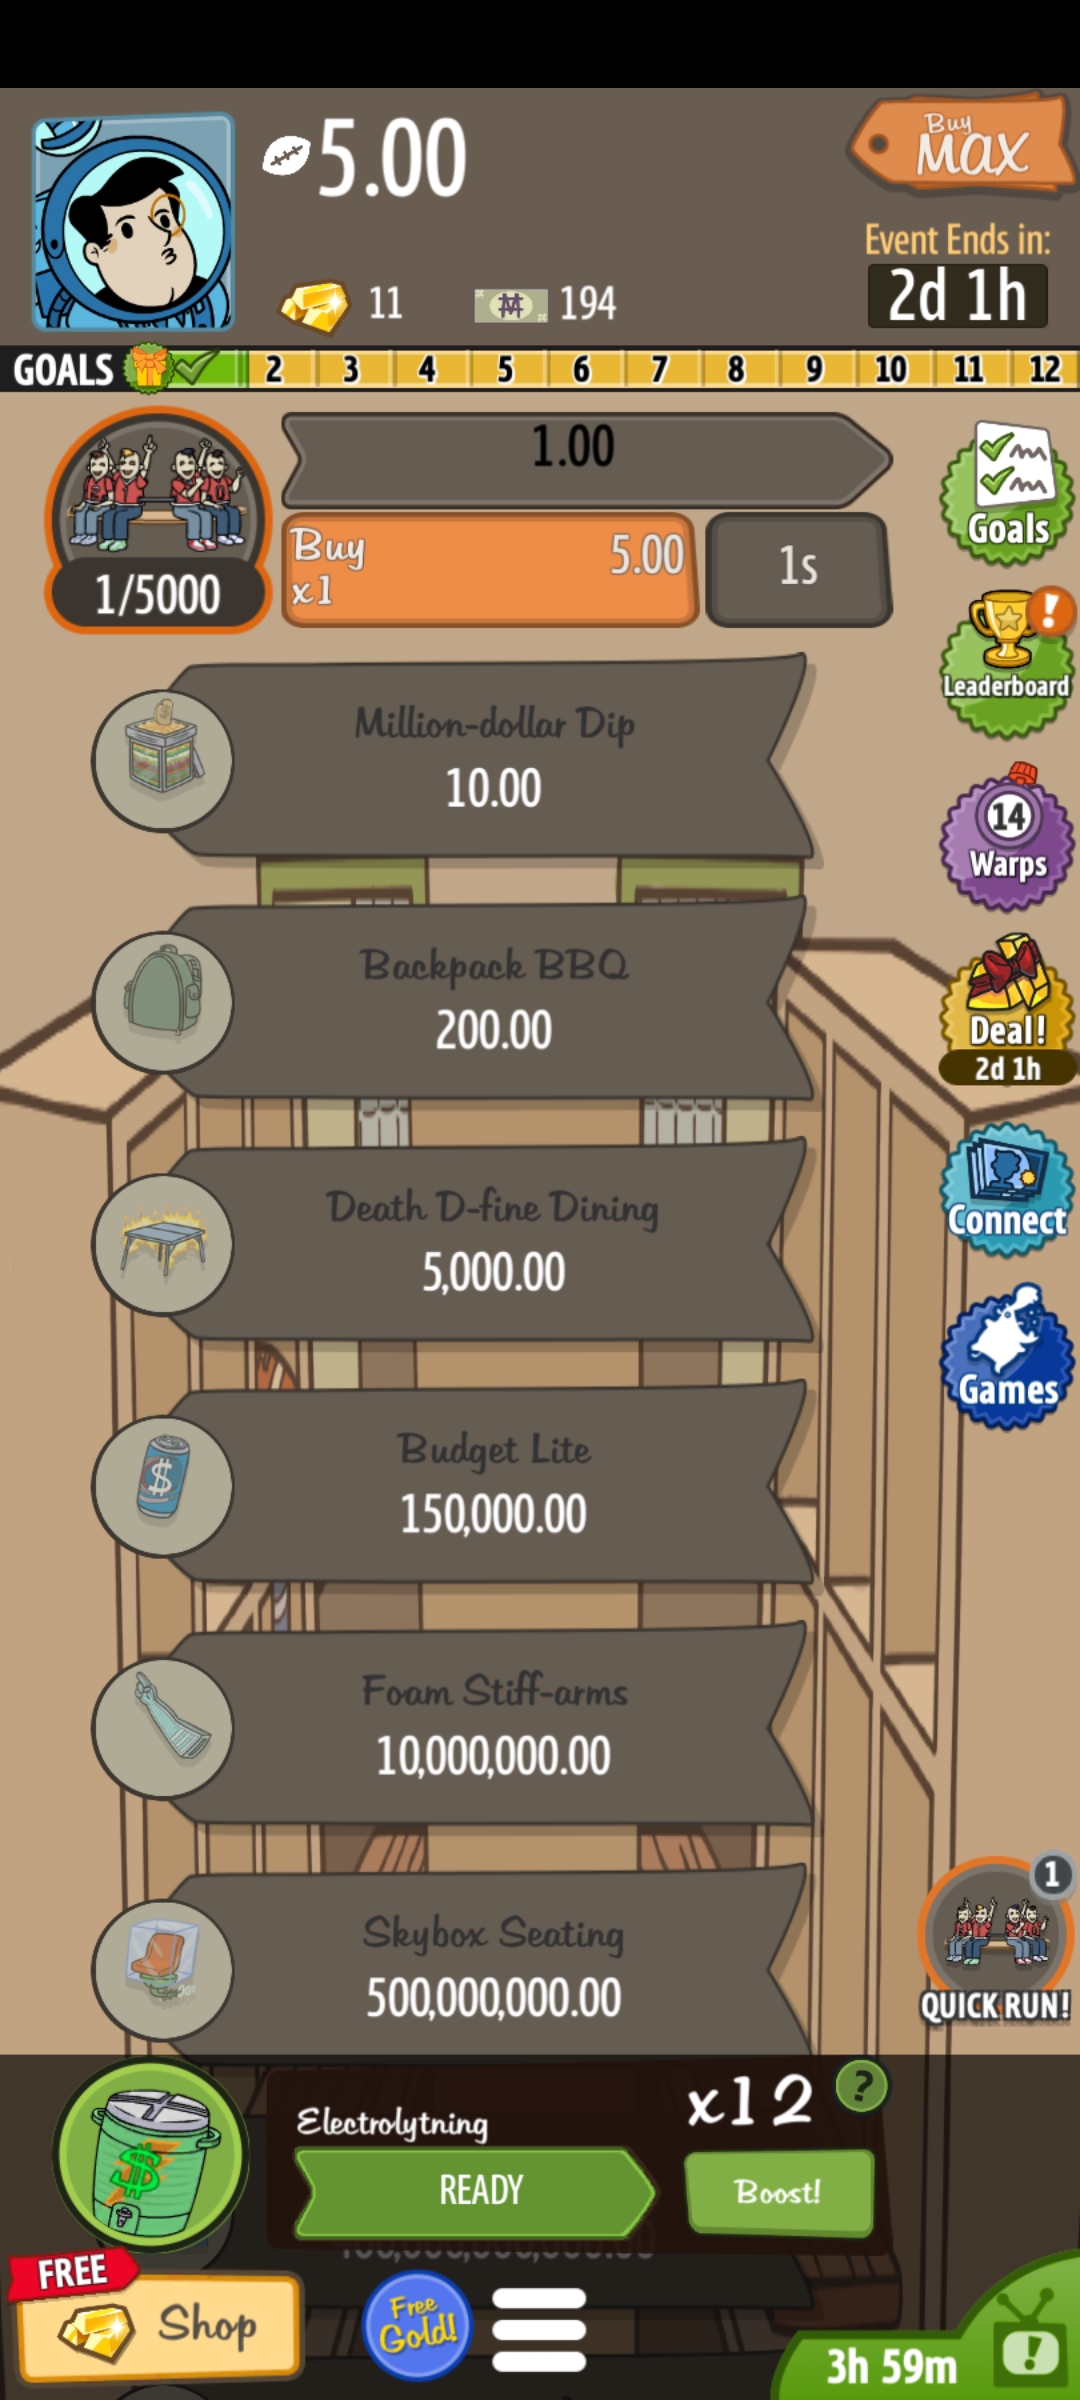 5.00
Buy
MAX
Event Ends in:
2d 1h
11
194
GOALS 2 3 4 5 6 7 8 9 10 11 12
1.00
Buy 5.00
x1
1s
1/5000
Goals
Million-dollar Dip
10.00
Leaderboard
14
Warps
Backpack BBQ
200.00
Deal!
2d 1h
Death D-fine Dining
5,000.00
Connect
Games
Budget Lite
150,000.00
Foam Stiff-arms
10,000,000.00
Skybox Seating
500,000,000.00
1
QUICK RUN!
Electrolytning
x12
?
READY
Boost!
FREE
Shop
Free
Gold!
3h 59m